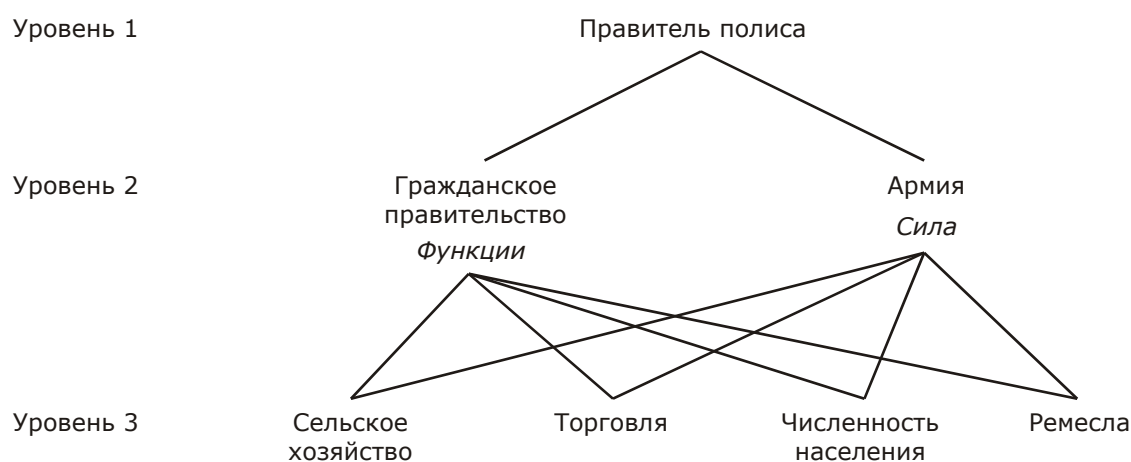 Уровень 1
Правитель полиса
Уровень 2
Гражданское
правительство
Функции
Армия
Сила
Уровень 3
Сельское
хозяйство
Торговля
Численность
населения
Ремесла